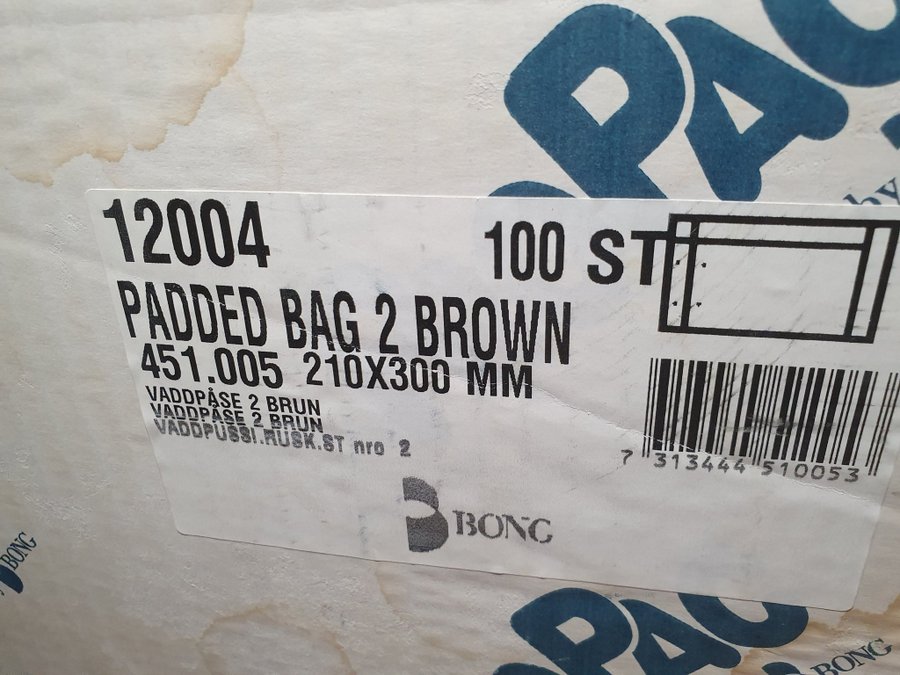 PAC
by
12004
100 ST
PADDED BAG 2 BROWN
451.005 210X300 MM
VADDPÅSE 2 BRUN
VADDPÅSE 2 BRUN
VADDPUSSI.RUSK.ST nro 2
7 313444 510053
BONG
BONG
PAC
BONG